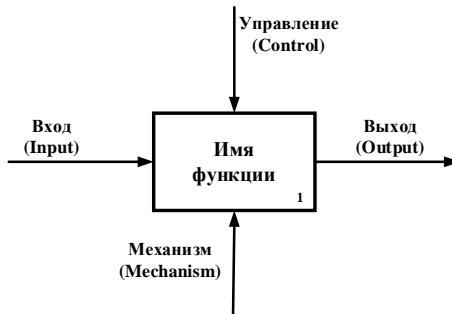 Управление
(Control)
Вход
(Input)
Имя
функции
1
Выход
(Output)
Механизм
(Mechanism)